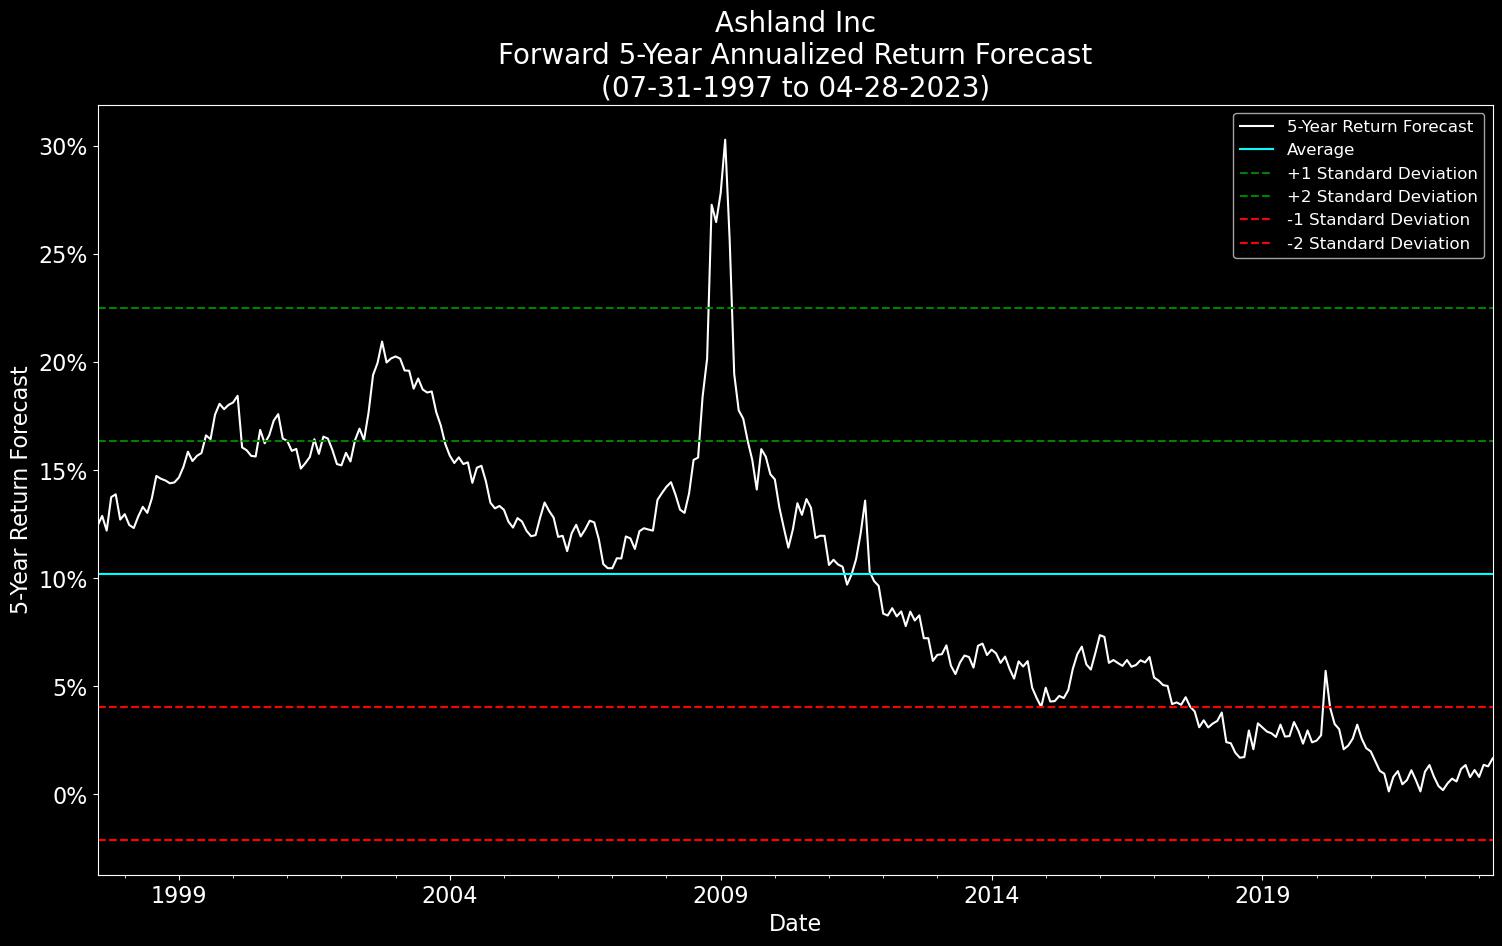 Ashland Inc
Forward 5-Year Annualized Return Forecast
(07-31-1997 to 04-28-2023)
5-Year Return Forecast
Average
+1 Standard Deviation
+2 Standard Deviation
-1 Standard Deviation
-2 Standard Deviation
30%
25%
20%
15%
10%
5%
0%
5-Year Return Forecast
1999 2004 2009 2014 2019
Date